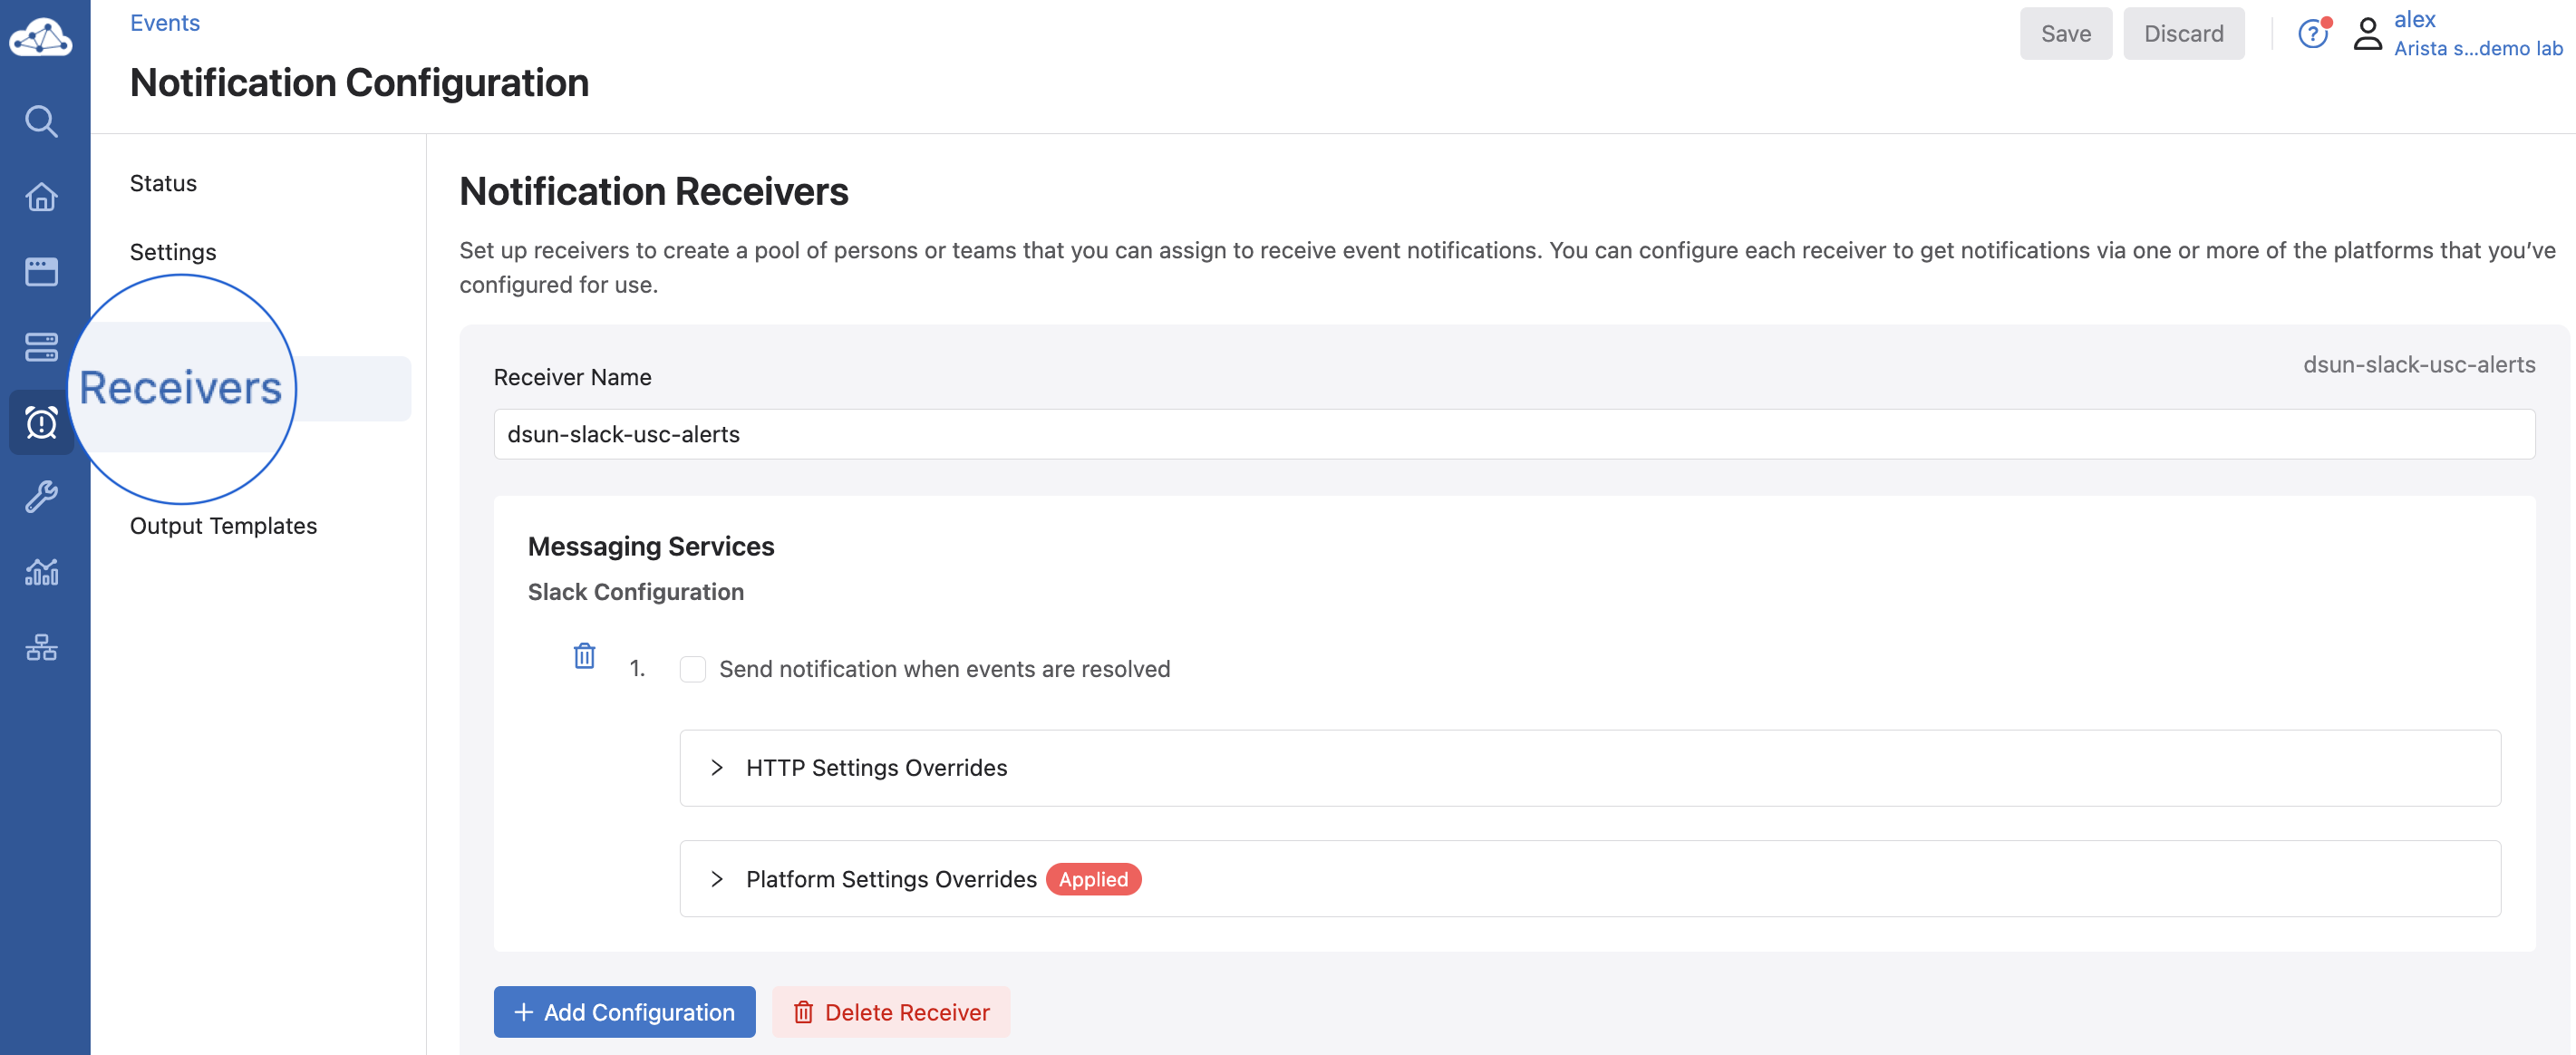 Events
Notification Configuration
Save
Discard
alex
Arista s...demo lab
Status
Settings
Receivers
Output Templates
Notification Receivers
Set up receivers to create a pool of persons or teams that you can assign to receive event notifications. You can configure each receiver to get notifications via one or more of the platforms that you’ve
configured for use.
dsun-slack-usc-alerts
Receiver Name
dsun-slack-usc-alerts
Messaging Services
Slack Configuration
1. Send notification when events are resolved
HTTP Settings Overrides
Platform Settings Overrides Applied
+ Add Configuration
Delete Receiver